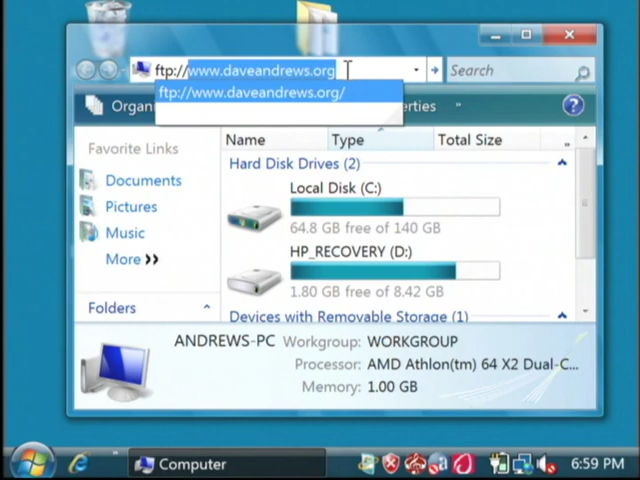 ftp://www.daveandrews.org
Search
ftp://www.daveandrews.org/
Organ
erties
"
?
Favorite Links
Documents
Pictures
Music
More
Folders
Name Type Total Size
Hard Disk Drives (2)
Local Disk (C:)
64.8 GB free of 140 GB
HP_RECOVERY (D:)
1.80 GB free of 8.42 GB
Devices with Removable Storage (1)
ANDREWS-PC Workgroup: WORKGROUP
Processor: AMD Athlon(tm) 64 X2 Dual-C...
Memory: 1.00 GB
Computer
6:59 PM